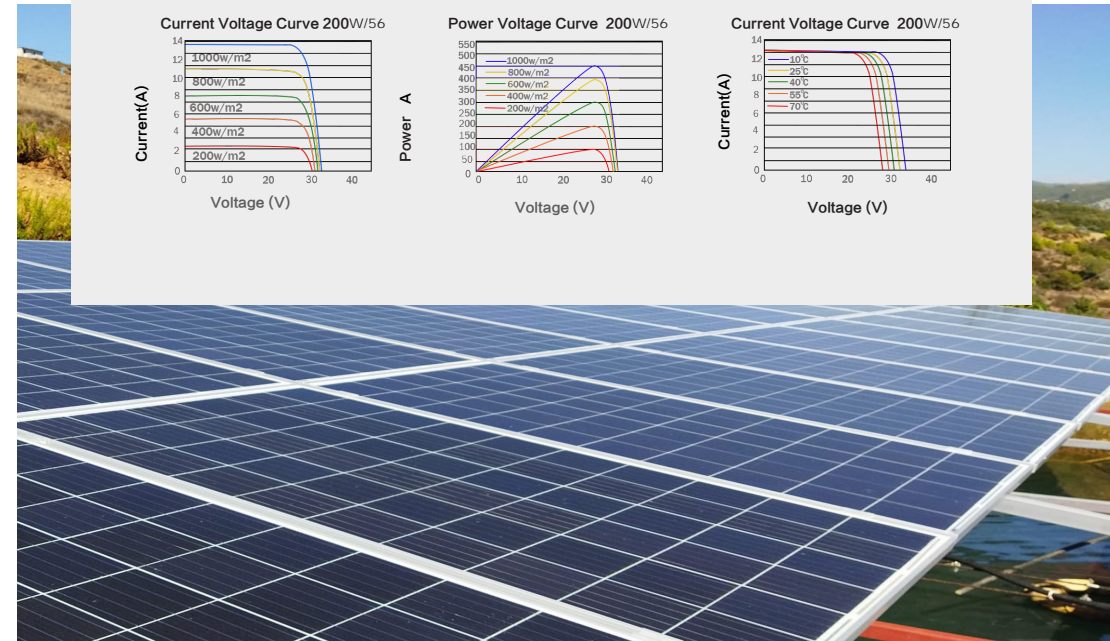 Current Voltage Curve 200W/56
14
12
10
8
6
4
2
0
1000w/m2
800w/m2
600w/m2
400w/m2
200w/m2
0 10 20 30 40
Current(A)
Voltage (V)
Power Voltage Curve 200W/56
550
500
450
400
350
300
250
200
150
100
50
0
1000w/m2
800w/m2
600w/m2
400w/m2
200w/m2
0 10 20 30 40
Power A
Voltage (V)
Current Voltage Curve 200W/56
14
12
10
8
6
4
2
0
10℃
25℃
40℃
55℃
70℃
0 10 20 30 40
Current(A)
Voltage (V)